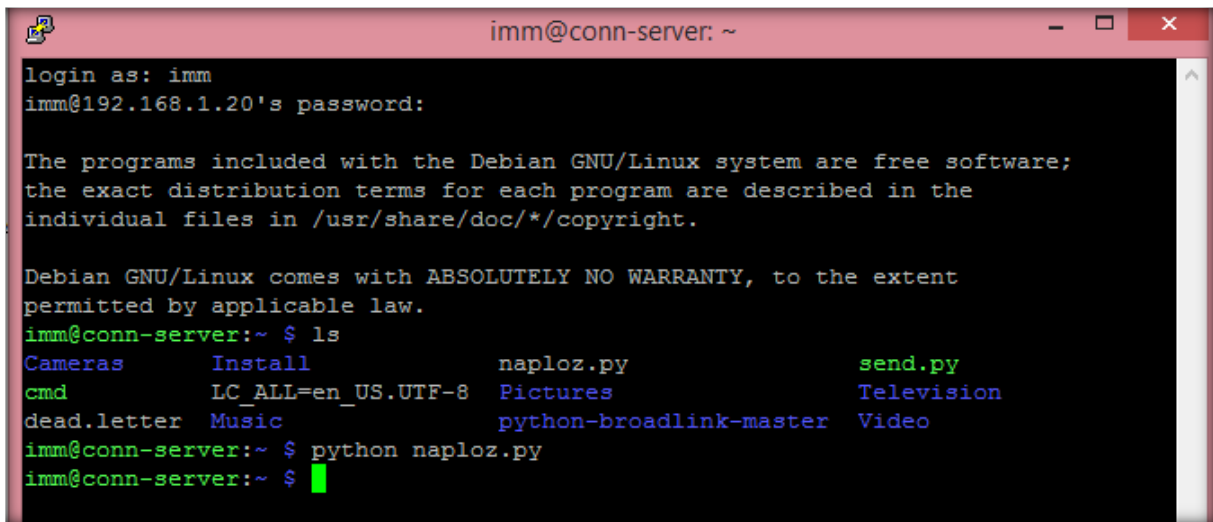 imm@conn-server: ~
login as: imm
imm@192.168.1.20's password:
The programs included with the Debian GNU/Linux system are free software;
the exact distribution terms for each program are described in the
individual files in /usr/share/doc/*/copyright.
Debian GNU/Linux comes with ABSOLUTELY NO WARRANTY, to the extent
permitted by applicable law.
imm@conn-server:~ $ ls
Cameras Install naploz.py send.py
cmd LC_ALL=en_US.UTF-8 Pictures Television
dead.letter Music python-broadlink-master Video
imm@conn-server:~ $ python naploz.py
imm@conn-server:~ $